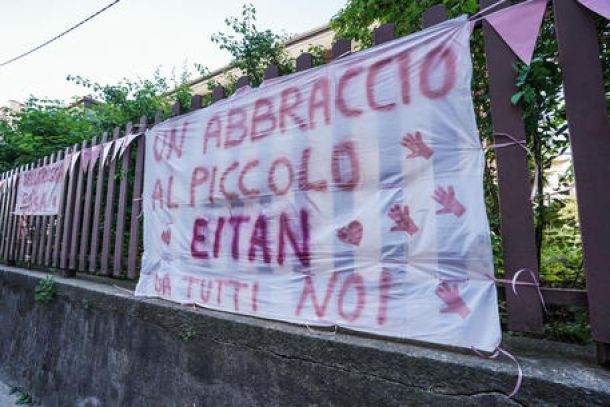 UN ABBRACCIO
AL PICCOLO
EITAN
DA TUTTI NOI